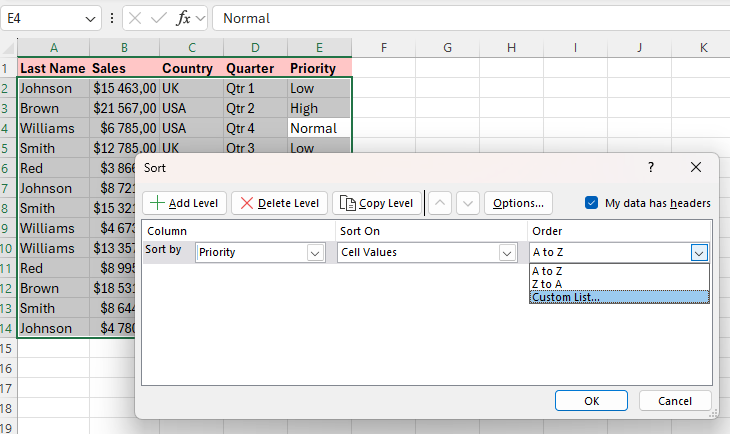 E4 fx Normal
A B C D E F G H I J K
1 Last Name Sales Country Quarter Priority
2 Johnson $15 463,00 UK Qtr 1 Low
3 Brown $21 567,00 USA Qtr 2 High
4 Williams $6 785,00 USA Qtr 4 Normal
5 Smith $12 785,00 UK Qtr 3 Low
6 Red $3 866
7 Johnson $8 721
8 Smith $15 321
9 Williams $4 673
10 Williams $13 357
11 Red $8 995
12 Brown $18 531
13 Smith $8 644
14 Johnson $4 780
15
16
17
18
19
Sort ?
Add Level Delete Level Copy Level Options... My data has headers
Column Sort On Order
Sort by Priority Cell Values A to Z
A to Z
Z to A
Custom List...
OK Cancel